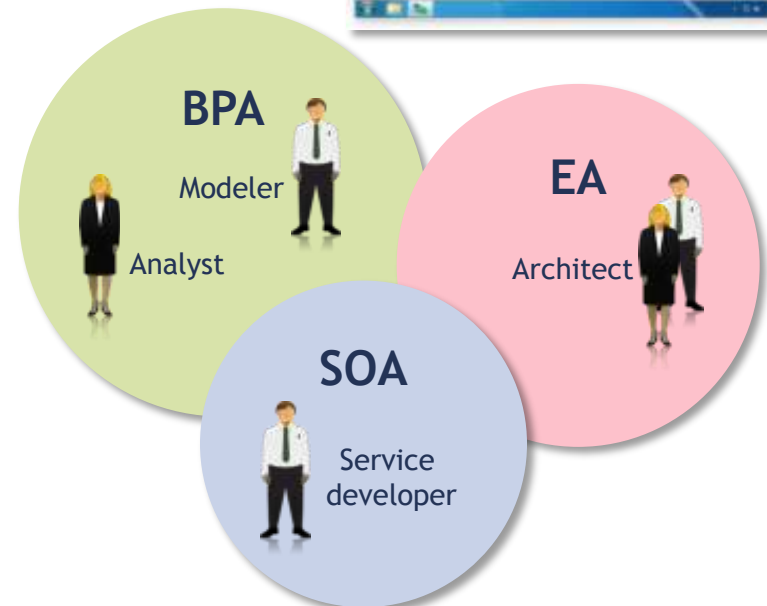 BPA
Modeler
Analyst
EA
Architect
SOA
Service
developer